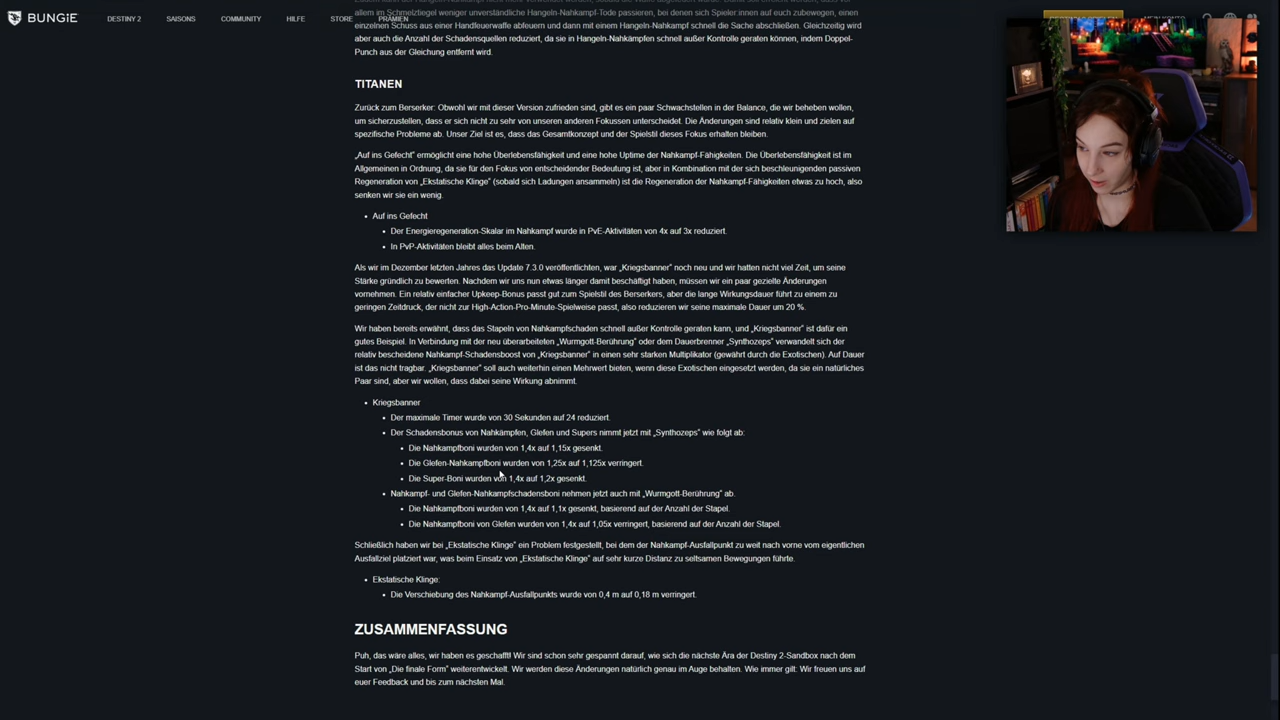 BUNGiE
DESTINY 2
SAISONS
COMMUNITY
HILFE
STORE
PRÄMIEN
allem im Schmelztiegel weniger unverständliche Hangeln-Nahkampf-Tode passieren, bei denen sich Spieler:innen auf euch zubewegen, einen
einzelnen Schuss aus einer Handfeuerwaffe abfeuern und dann mit einem Hangeln-Nahkampf schnell die Sache abschließen. Gleichzeitig wird
aber auch die Anzahl der Schadensquellen reduziert, da sie in Hangeln-Nahkämpfen schnell außer Kontrolle geraten können, indem Doppel-
Punch aus der Gleichung entfernt wird.
TITANEN
Zurück zum Berserker: Obwohl wir mit dieser Version zufrieden sind, gibt es ein paar Schwachstellen in der Balance, die wir beheben wollen,
um sicherzustellen, dass er sich nicht zu sehr von unseren anderen Fokussen unterscheidet. Die Änderungen sind relativ klein und zielen auf
spezifische Probleme ab. Unser Ziel ist es, dass das Gesamtkonzept und der Spielstil dieses Fokus erhalten bleiben.
„Auf ins Gefecht" ermöglicht eine hohe Überlebensfähigkeit und eine hohe Uptime der Nahkampf-Fähigkeiten. Die Überlebensfähigkeit ist im
Allgemeinen in Ordnung, da sie für den Fokus von entscheidender Bedeutung ist, aber in Kombination mit der sich beschleunigenden passiven
Regeneration von „Ekstatische Klinge" (sobald sich Ladungen ansammeln) ist die Regeneration der Nahkampf-Fähigkeiten etwas zu hoch, also
senken wir sie ein wenig.
• Auf ins Gefecht
• Der Energieregeneration-Skalar im Nahkampf wurde in PvE-Aktivitäten von 4x auf 3x reduziert.
• In PvP-Aktivitäten bleibt alles beim Alten.
Als wir im Dezember letzten Jahres das Update 7.3.0 veröffentlichten, war „Kriegsbanner" noch neu und wir hatten nicht viel Zeit, um seine
Stärke gründlich zu bewerten. Nachdem wir uns nun etwas länger damit beschäftigt haben, müssen wir ein paar gezielte Änderungen
vornehmen. Ein relativ einfacher Upkeep-Bonus passt gut zum Spielstil des Berserkers, aber die lange Wirkungsdauer führt zu einem zu
geringen Zeitdruck, der nicht zur High-Action-Pro-Minute-Spielweise passt, also reduzieren wir seine maximale Dauer um 20 %.
Wir haben bereits erwähnt, dass das Stapeln von Nahkampfschaden schnell außer Kontrolle geraten kann, und „Kriegsbanner" ist dafür ein
gutes Beispiel. In Verbindung mit der neu überarbeiteten „Wurmgott-Berührung" oder dem Dauerbrenner „Synthozeps" verwandelt sich der
relativ bescheidene Nahkampf-Schadensboost von „Kriegsbanner" in einen sehr starken Multiplikator (gewährt durch die Exotischen). Auf Dauer
ist das nicht tragbar. „Kriegsbanner" soll auch weiterhin einen Mehrwert bieten, wenn diese Exotischen eingesetzt werden, da sie ein natürliches
Paar sind, aber wir wollen, dass dabei seine Wirkung abnimmt.
• Kriegsbanner
• Der maximale Timer wurde von 30 Sekunden auf 24 reduziert.
• Der Schadensbonus von Nahkämpfen, Glefen und Supers nimmt jetzt mit „Synthozeps" wie folgt ab:
• Die Nahkampfboni wurden von 1,4x auf 1,15x gesenkt.
• Die Glefen-Nahkampfboni wurden von 1,25x auf 1,125x verringert.
• Die Super-Boni wurden von 1,4x auf 1,2x gesenkt.
• Nahkampf- und Glefen-Nahkampfschadensboni nehmen jetzt auch mit „Wurmgott-Berührung" ab.
• Die Nahkampfboni wurden von 1,4x auf 1,1x gesenkt, basierend auf der Anzahl der Stapel.
• Die Nahkampfboni von Glefen wurden von 1,4x auf 1,05x verringert, basierend auf der Anzahl der Stapel.
Schließlich haben wir bei „Ekstatische Klinge" ein Problem festgestellt, bei dem der Nahkampf-Ausfallpunkt zu weit nach vorne vom eigentlichen
Ausfallziel platziert war, was beim Einsatz von „Ekstatische Klinge" auf sehr kurze Distanz zu seltsamen Bewegungen führte.
• Ekstatische Klinge:
• Die Verschiebung des Nahkampf-Ausfallpunkts wurde von 0,4 m auf 0,18 m verringert.
ZUSAMMENFASSUNG
Puh, das wäre alles, wir haben es geschafft! Wir sind schon sehr gespannt darauf, wie sich die nächste Ära der Destiny 2-Sandbox nach dem
Start von „Die finale Form" weiterentwickelt. Wir werden diese Änderungen natürlich genau im Auge behalten. Wie immer gilt: Wir freuen uns auf
euer Feedback und bis zum nächsten Mal.